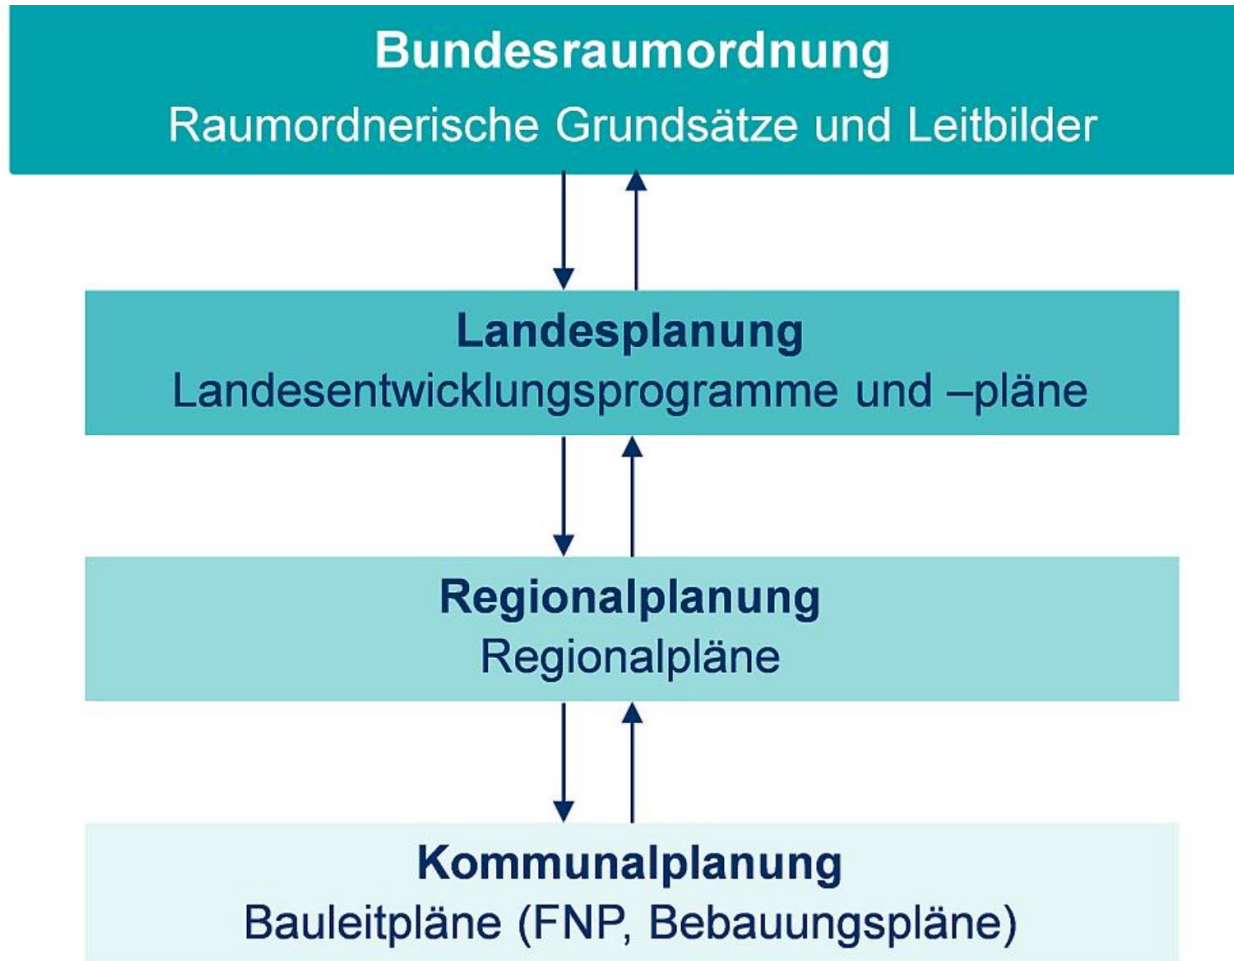 Bundesraumordnung
Raumordnerische Grundsätze und Leitbilder
Landesplanung
Landesentwicklungsprogramme und –pläne
Regionalplanung
Regionalpläne
Kommunalplanung
Bauleitpläne (FNP, Bebauungspläne)